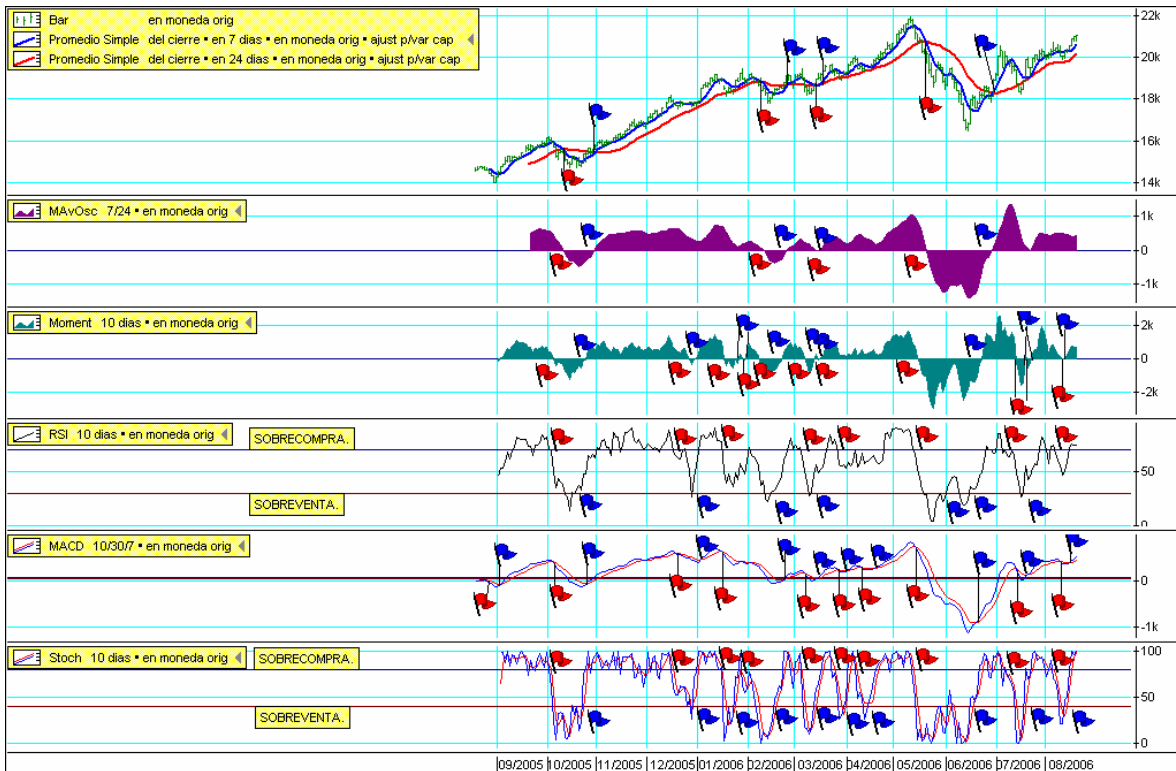 Bar en moneda orig
Promedio Simple del cierre • en 7 dias • en moneda orig • ajust p/var cap
Promedio Simple del cierre • en 24 dias • en moneda orig • ajust p/var cap
22k
20k
18k
16k
14k
MAvOsc 7/24 • en moneda orig
1k
0
-1k
Moment 10 dias • en moneda orig
2k
0
-2k
RSI 10 dias • en moneda orig
SOBRECOMPRA.
50
SOBREVENTA.
0
MACD 10/30/7 • en moneda orig
0
-1k
Stoch 10 dias • en moneda orig
SOBRECOMPRA.
100
50
SOBREVENTA.
0
09/2005 10/2005 11/2005 12/2005 01/2006 02/2006 03/2006 04/2006 05/2006 06/2006 07/2006 08/2006